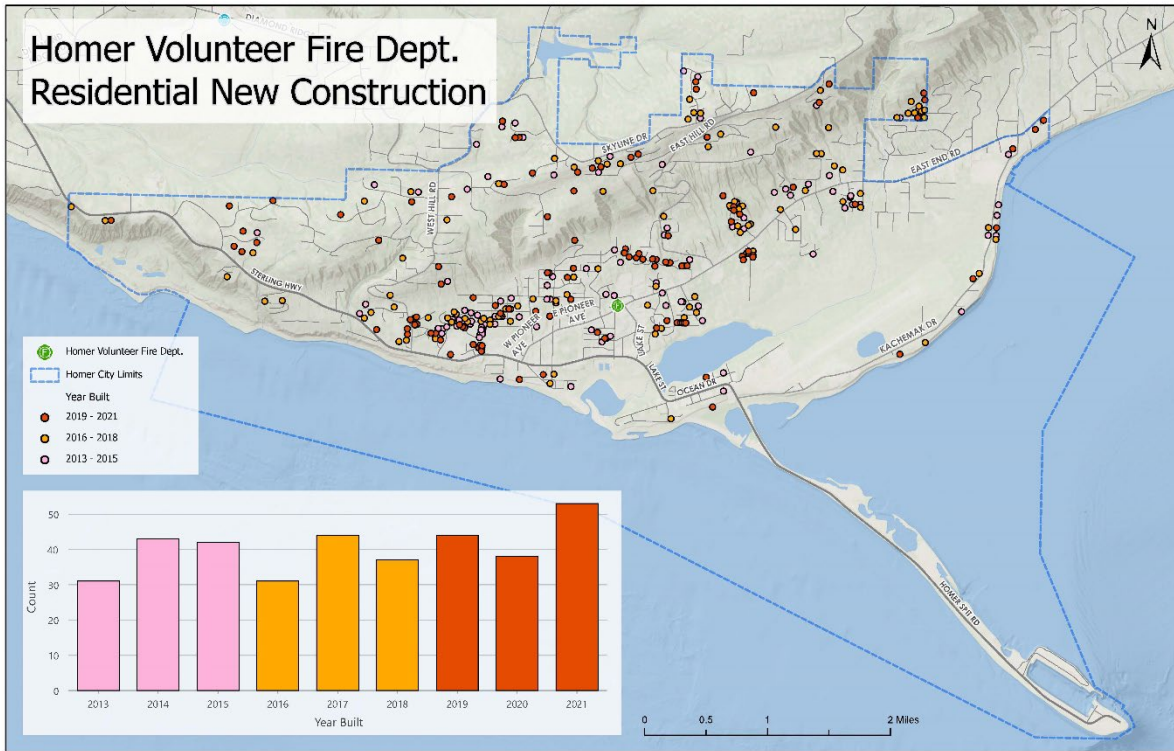 DIAMOND RIDGE
Homer Volunteer Fire Dept.
Residential New Construction
N
SKYLINE DR
EAST HILL RD
EAST END RD
WEST HILL RD
STERLING HWY
E PIONEER
AVE
W PIONEER
AVE
LAKE ST
LAKE ST
KACHEMAK DR
OCEAN DR
HOMER SPIT RD
Homer Volunteer Fire Dept.
Homer City Limits
Year Built
2019 - 2021
2016 - 2018
2013 - 2015
50
40
30
20
10
0
Count
2013 2014 2015 2016 2017 2018 2019 2020 2021
Year Built
0 0.5 1 2 Miles